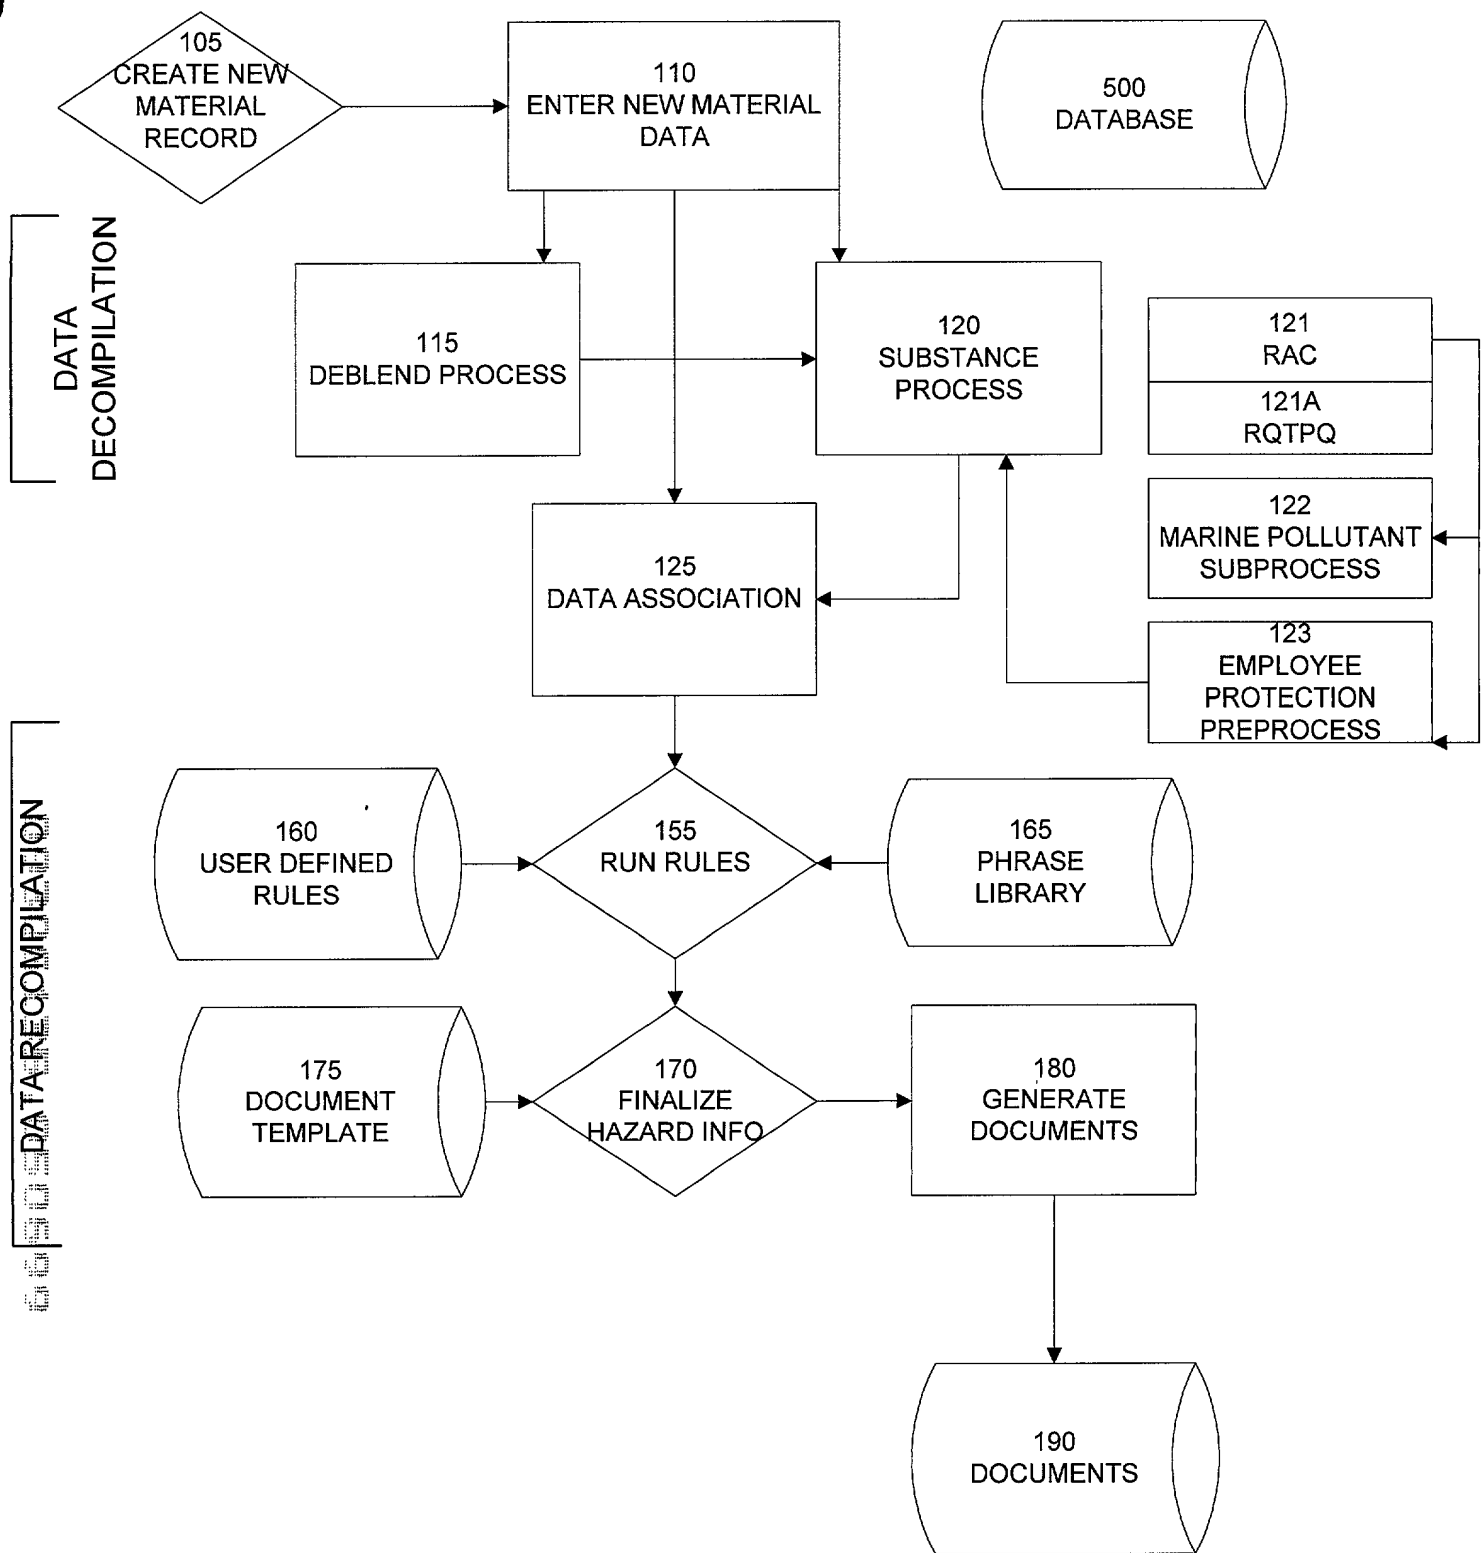 105
CREATE NEW
MATERIAL
RECORD
110
ENTER NEW MATERIAL
DATA
500
DATABASE
DATA
DECOMPILATION
115
DEBLEND PROCESS
120
SUBSTANCE
PROCESS
121
RAC
121A
RQTPQ
122
MARINE POLLUTANT
SUBPROCESS
125
DATA ASSOCIATION
123
EMPLOYEE
PROTECTION
PREPROCESS
DATA RECOMPILATION
160
USER DEFINED
RULES
155
RUN RULES
165
PHRASE
LIBRARY
175
DOCUMENT
TEMPLATE
170
FINALIZE
HAZARD INFO
180
GENERATE
DOCUMENTS
190
DOCUMENTS